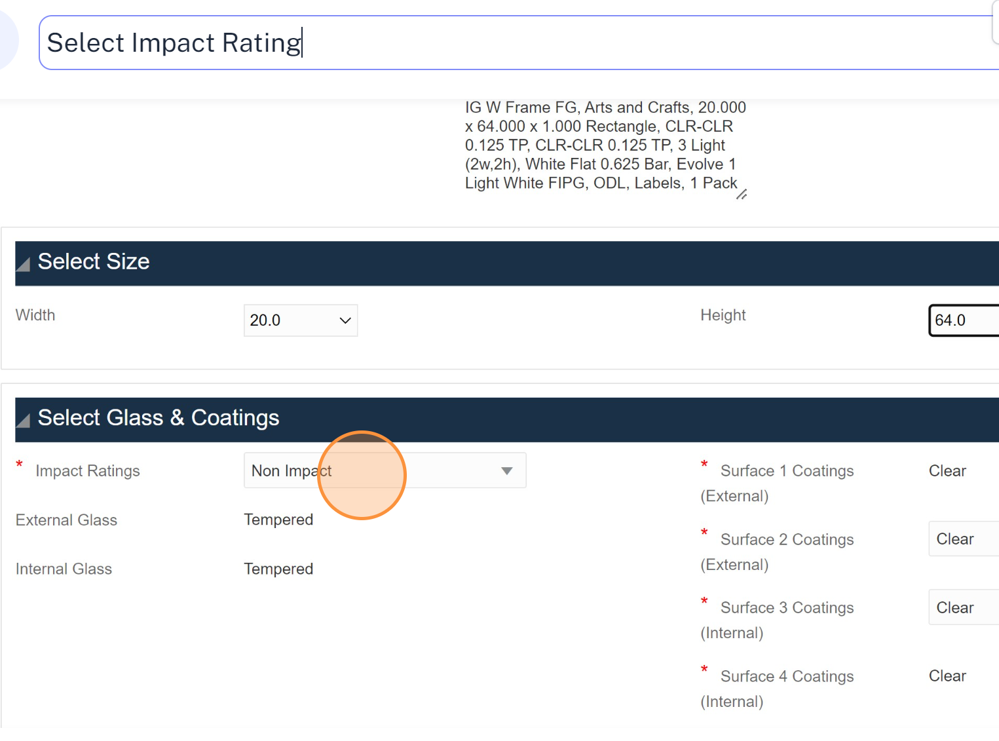 Select Impact Rating
IG W Frame FG, Arts and Crafts, 20.000
x 64.000 x 1.000 Rectangle, CLR-CLR
0.125 TP, CLR-CLR 0.125 TP, 3 Light
(2w,2h), White Flat 0.625 Bar, Evolve 1
Light White FIPG, ODL, Labels, 1 Pack
Select Size
Width 20.0 Height 64.0
Select Glass & Coatings
* Impact Ratings Non Impact * Surface 1 Coatings Clear
(External)
External Glass Tempered
* Surface 2 Coatings Clear
(External)
Internal Glass Tempered
* Surface 3 Coatings Clear
(Internal)
* Surface 4 Coatings Clear
(Internal)